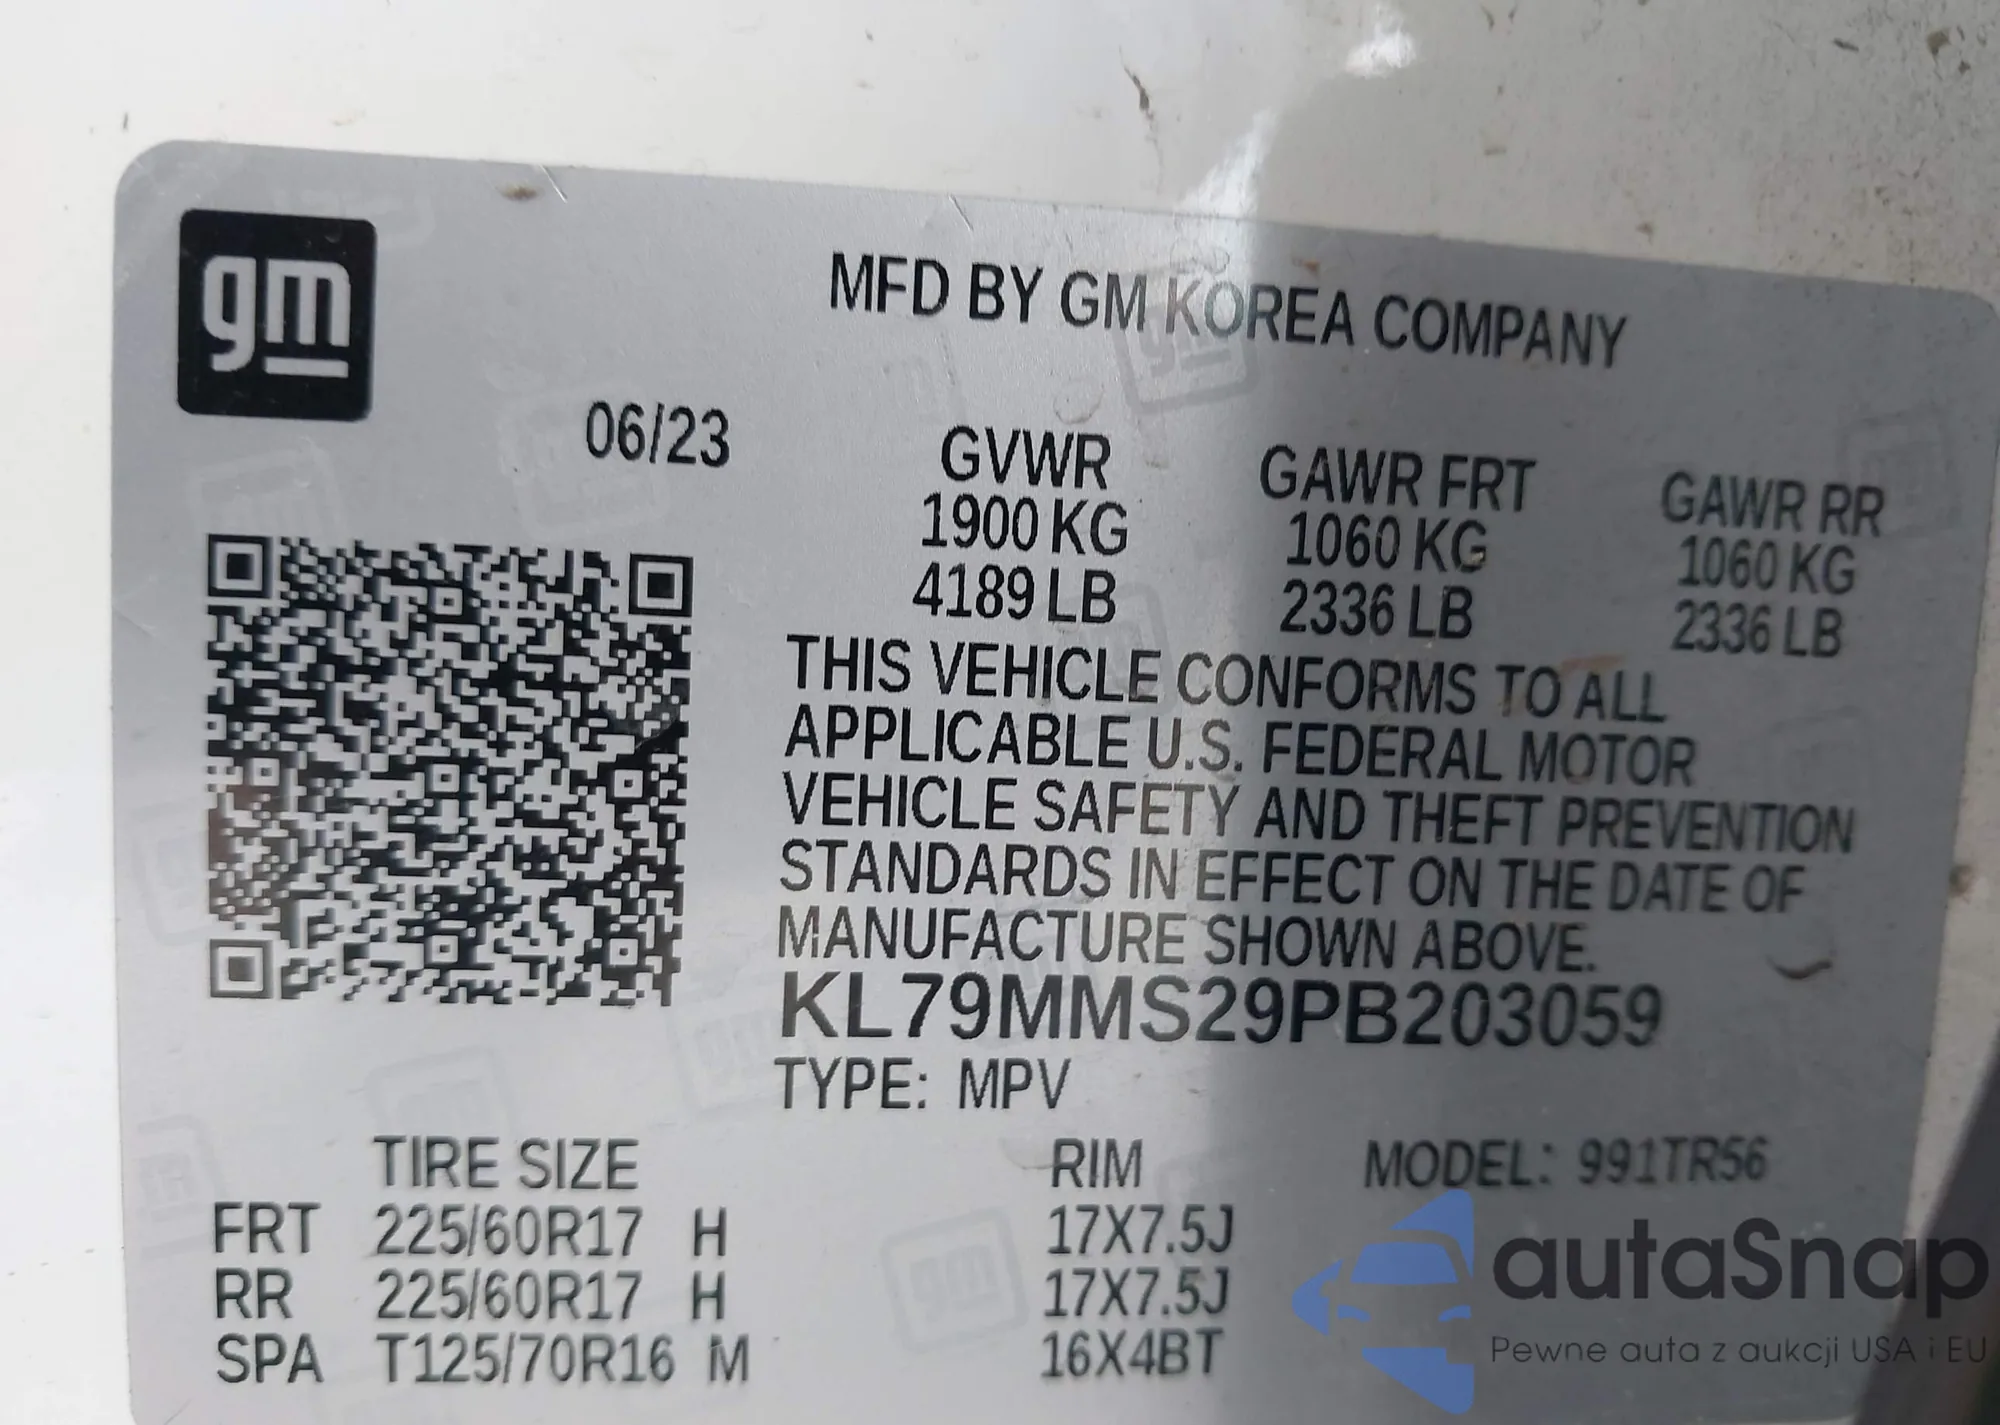 gm
MFD BY GM KOREA COMPANY
06/23
GVWR GAWR FRT GAWR RR
1900 KG 1060 KG 1060 KG
4189 LB 2336 LB 2336 LB
THIS VEHICLE CONFORMS TO ALL
APPLICABLE U.S. FEDERAL MOTOR
VEHICLE SAFETY AND THEFT PREVENTION
STANDARDS IN EFFECT ON THE DATE OF
MANUFACTURE SHOWN ABOVE.
KL79MMS29PB203059
TYPE: MPV
TIRE SIZE RIM MODEL: 991TR56
FRT 225/60R17 H 17X7.5J
RR 225/60R17 H 17X7.5J
SPA T125/70R16 M 16X4BT
autaSnap
Pewne auta z aukcji USA i EU